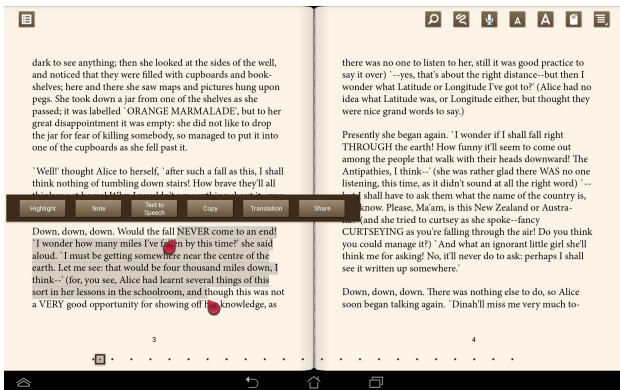 dark to see anything; then she looked at the sides of the well,
and noticed that they were filled with cupboards and book-
shelves; here and there she saw maps and pictures hung upon
pegs. She took down a jar from one of the shelves as she
passed; it was labelled `ORANGE MARMALADE', but to her
great disappointment it was empty: she did not like to drop
the jar for fear of killing somebody, so managed to put it into
one of the cupboards as she fell past it.
`Well!' thought Alice to herself, `after such a fall as this, I shall
think nothing of tumbling down stairs! How brave they'll all
Highlight
Note
Text to
Speech
Copy
Translation
Share
Down, down, down. Would the fall NEVER come to an end!
`I wonder how many miles I've fallen by this time?' she said
aloud. `I must be getting somewhere near the centre of the
earth. Let me see: that would be four thousand miles down, I
think--' (for, you see, Alice had learnt several things of this
sort in her lessons in the schoolroom, and though this was not
a VERY good opportunity for showing off her knowledge, as
3
A A
there was no one to listen to her, still it was good practice to
say it over) `--yes, that's about the right distance--but then I
wonder what Latitude or Longitude I've got to?' (Alice had no
idea what Latitude was, or Longitude either, but thought they
were nice grand words to say.)
Presently she began again. `I wonder if I shall fall right
THROUGH the earth! How funny it'll seem to come out
among the people that walk with their heads downward! The
Antipathies, I think--' (she was rather glad there WAS no one
listening, this time, as it didn't sound at all the right word) `--
but I shall have to ask them what the name of the country is,
know. Please, Ma'am, is this New Zealand or Austra-
(and she tried to curtsey as she spoke--fancy
CURTSEYING as you're falling through the air! Do you think
you could manage it?) `And what an ignorant little girl she'll
think me for asking! No, it'll never do to ask: perhaps I shall
see it written up somewhere.'
Down, down, down. There was nothing else to do, so Alice
soon began talking again. `Dinah'll miss me very much to-
4